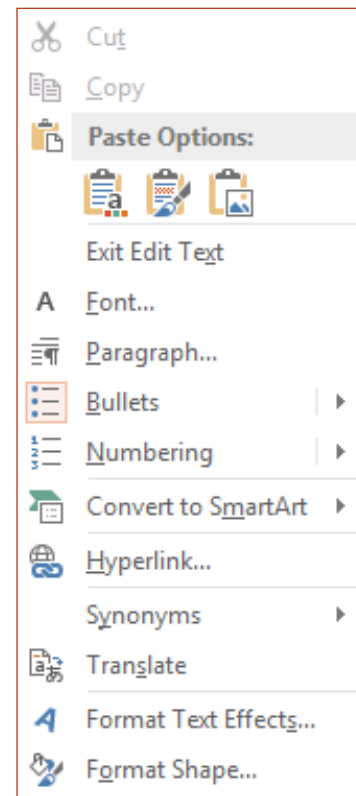 Cut
Copy
Paste Options:
Exit Edit Text
Font...
Paragraph...
Bullets
Numbering
Convert to SmartArt
Hyperlink...
Synonyms
Translate
Format Text Effects...
Format Shape...